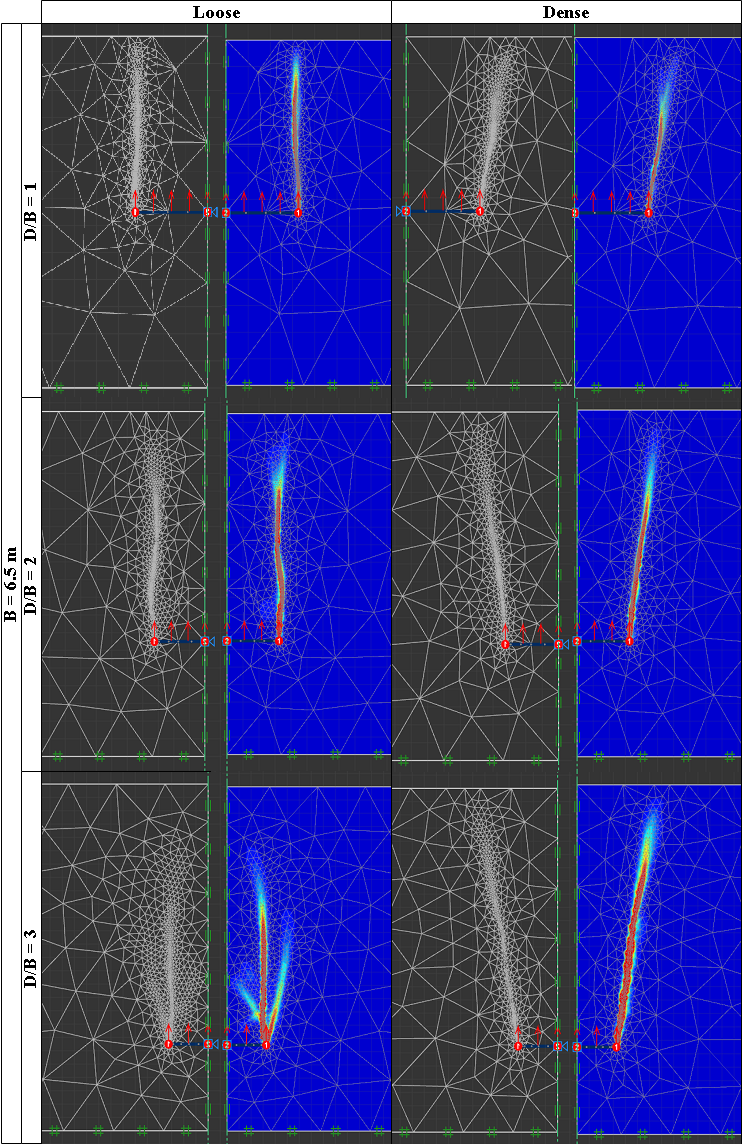 Loose
Dense
B = 6.5 m
D/B = 1
D/B = 2
D/B = 3